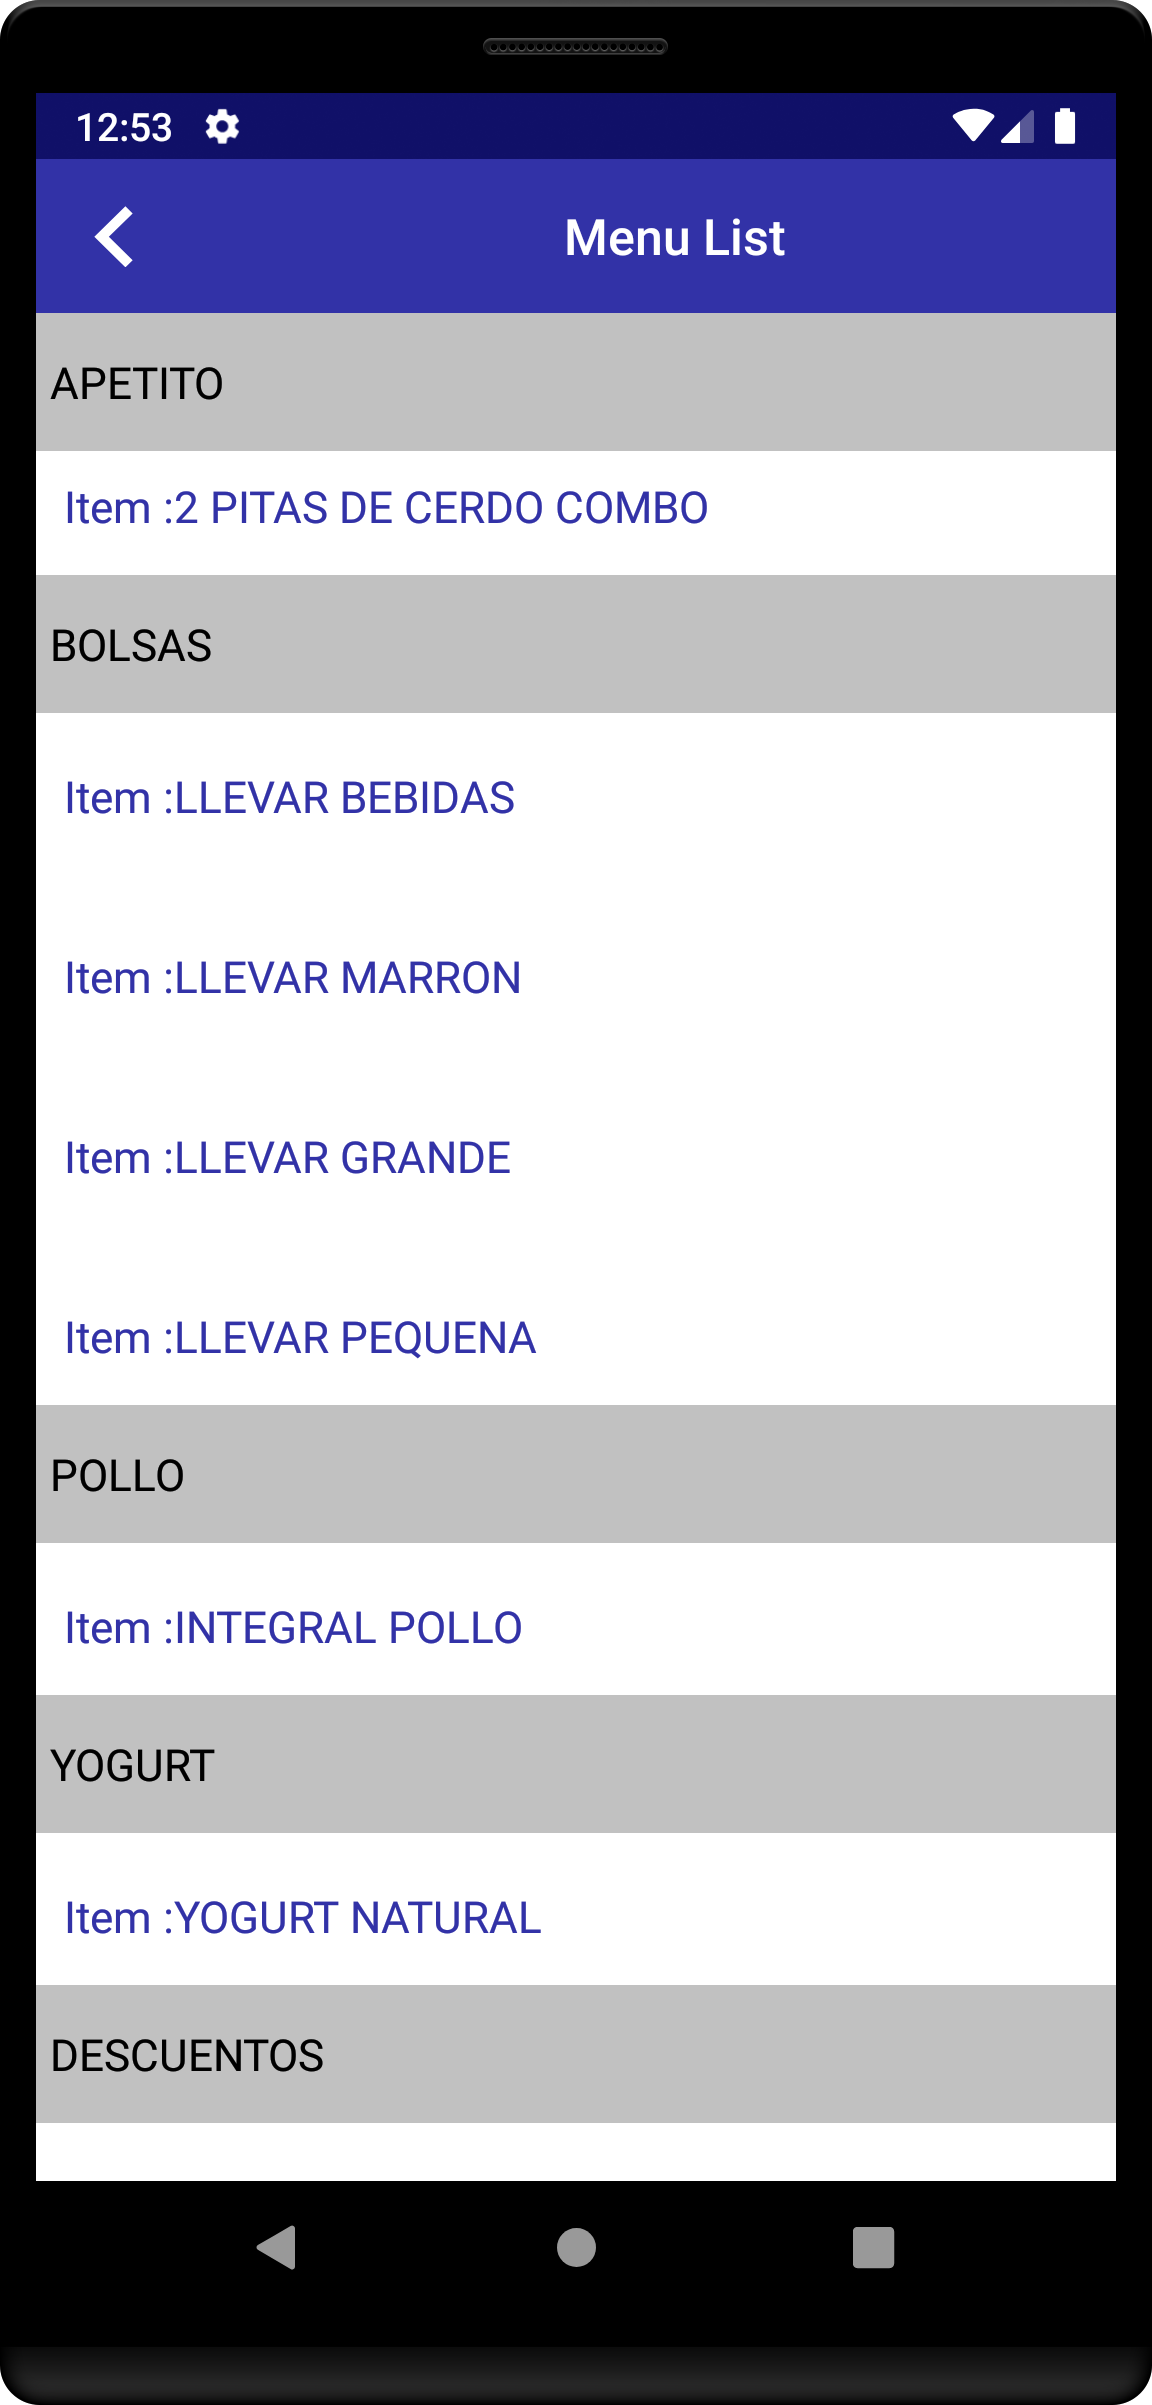 12:53
Menu List
APETITO
Item :2 PITAS DE CERDO COMBO
BOLSAS
Item :LLEVAR BEBIDAS
Item :LLEVAR MARRON
Item :LLEVAR GRANDE
Item :LLEVAR PEQUENA
POLLO
Item :INTEGRAL POLLO
YOGURT
Item :YOGURT NATURAL
DESCUENTOS